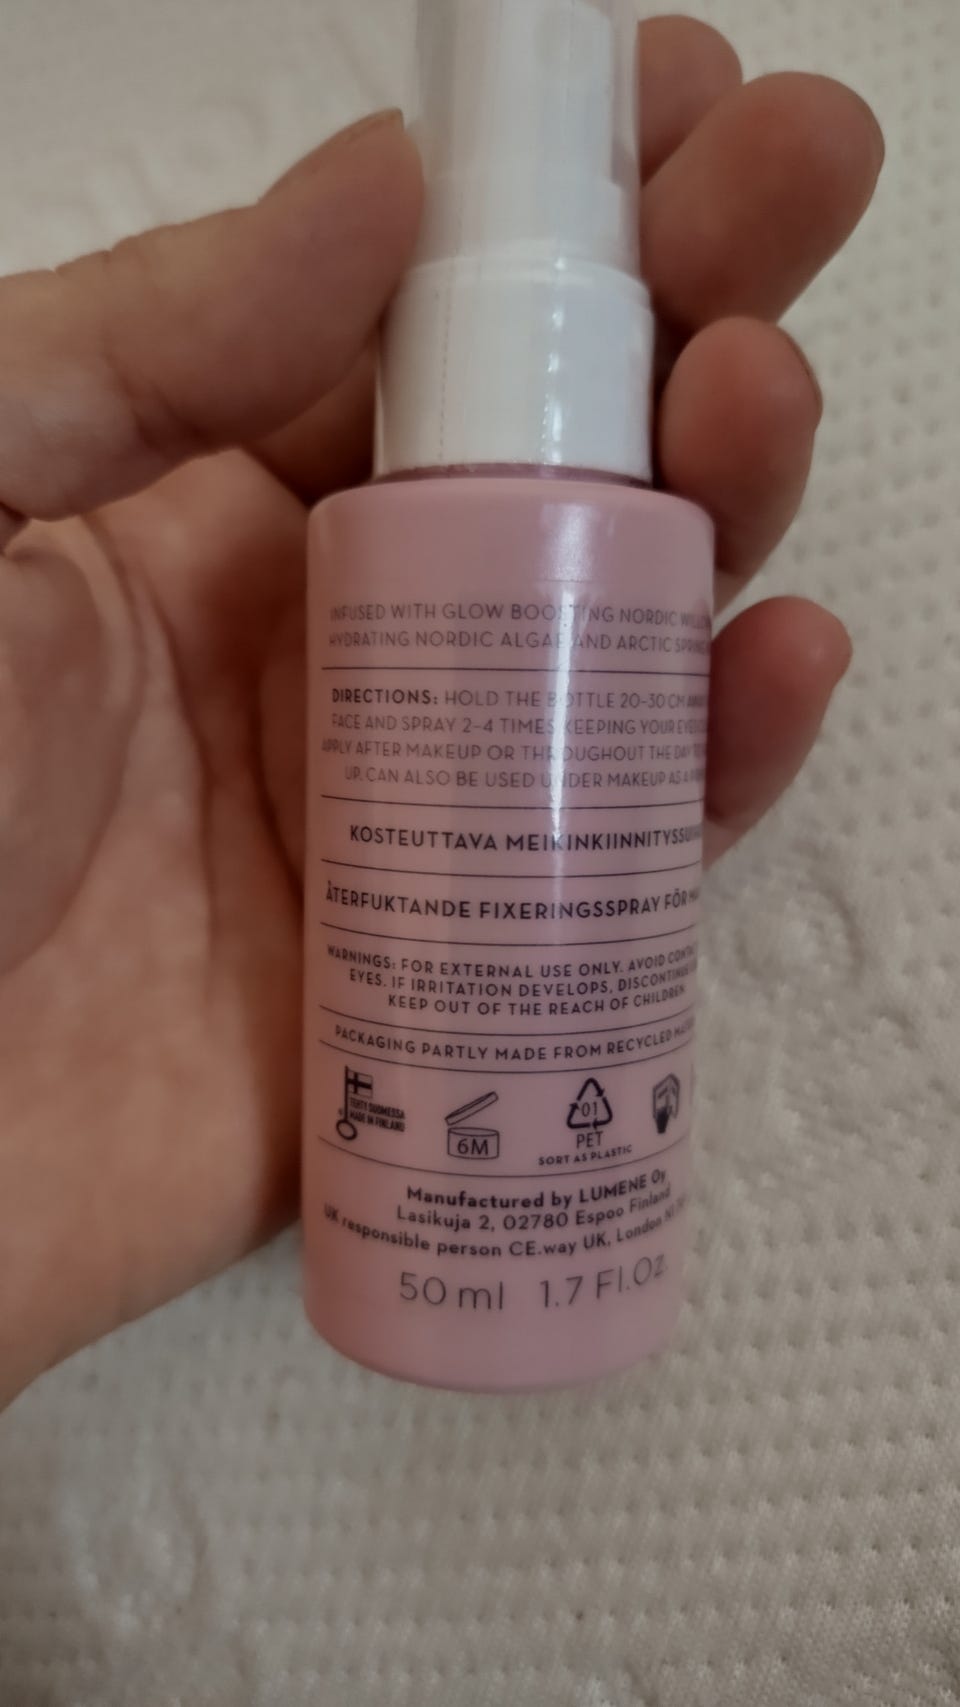 INFUSED WITH GLOW BOOSTING NORDIC
HYDRATING NORDIC ALGAE AND ARCTIC SPRING
DIRECTIONS: HOLD THE BOTTLE 20-30 CM
FACE AND SPRAY 2-4 TIMES KEEPING YOUR EYES
APPLY AFTER MAKEUP OR THROUGHOUT THE DAY
UP. CAN ALSO BE USED UNDER MAKEUP AS A
KOSTEUTTAVA
ÅTERFUKTANDE FIXERINGSSPRAY FÖR
WARNINGS: FOR EXTERNAL USE ONLY. AVOID
EYES. IF IRRITATION DEVELOPS, DISCONTINUE
KEEP OUT OF THE REACH OF CHILDREN
PACKAGING PARTLY MADE FROM RECYCLED
TEHTY SUOMESSA
MADE IN FINLAND
6M
01
PET
SORT AS PLASTIC
Manufactured by LUMENE Oy
Lasikuja 2, 02780 Espoo Finland
UK responsible person CE.way UK, London
50 ml 1.7 Fl.Oz.